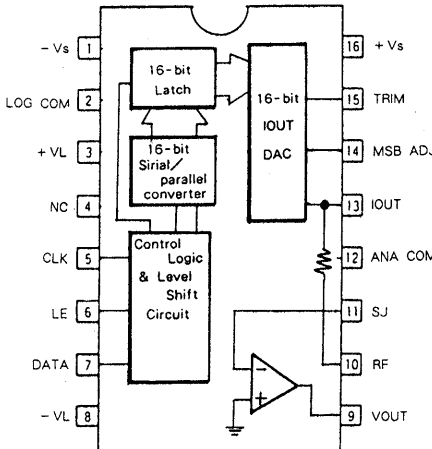 − Vs 1
LOG COM 2
+ VL 3
NC 4
CLK 5
LE 6
DATA 7
− VL 8
16-bit
Latch
16-bit
Sirial/
parallel
converter
Control
Logic
& Level
Shift
Circuit
16-bit
IOUT
DAC
−
+
16 + Vs
15 TRIM
14 MSB ADJ
13 IOUT
12 ANA COM
11 SJ
10 RF
9 VOUT